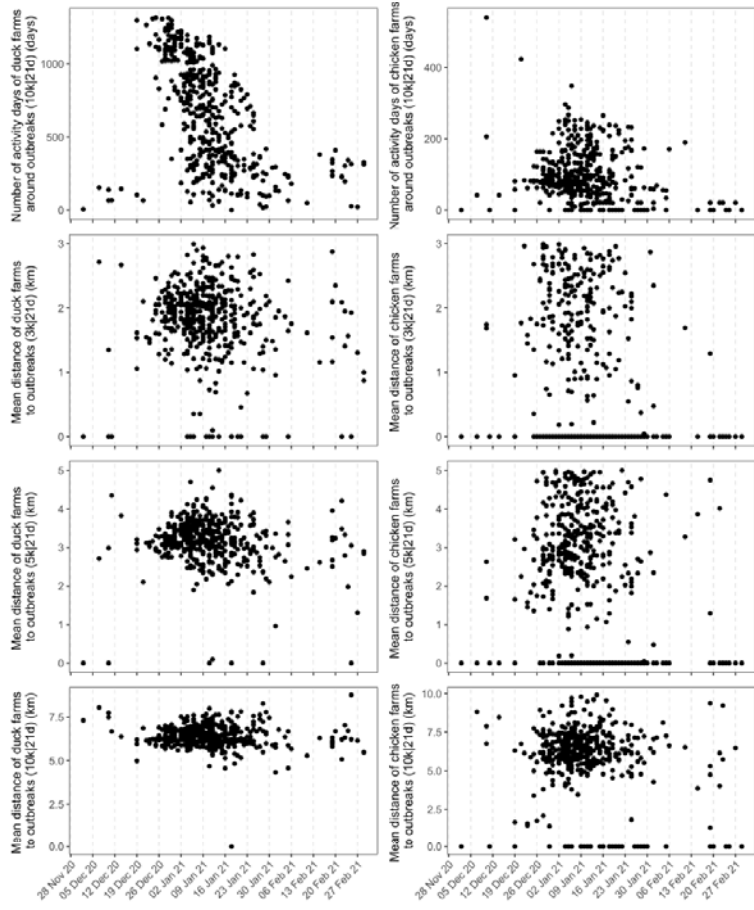 Number of activity days of duck farms
around outbreaks (10k|21d) (days)
1000
500
0
Number of activity days of chicken farms
around outbreaks (10k|21d) (days)
400
200
0
Mean distance of duck farms
to outbreaks (3k|21d) (km)
3
2
1
0
Mean distance of chicken farms
to outbreaks (3k|21d) (km)
3
2
1
0
Mean distance of duck farms
to outbreaks (5k|21d) (km)
5
4
3
2
1
0
Mean distance of chicken farms
to outbreaks (5k|21d) (km)
5
4
3
2
1
0
Mean distance of duck farms
to outbreaks (10k|21d) (km)
7.5
5.0
2.5
0.0
Mean distance of chicken farms
to outbreaks (10k|21d) (km)
10.0
7.5
5.0
2.5
0.0
28 Nov 20
05 Dec 20
12 Dec 20
19 Dec 20
26 Dec 20
02 Jan 21
09 Jan 21
16 Jan 21
23 Jan 21
30 Jan 21
06 Feb 21
13 Feb 21
20 Feb 21
27 Feb 21
28 Nov 20
05 Dec 20
12 Dec 20
19 Dec 20
26 Dec 20
02 Jan 21
09 Jan 21
16 Jan 21
23 Jan 21
30 Jan 21
06 Feb 21
13 Feb 21
20 Feb 21
27 Feb 21